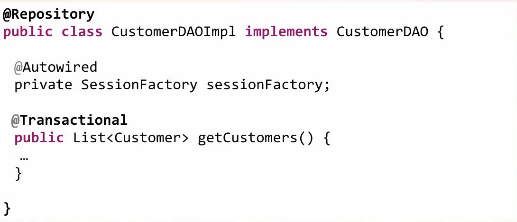 @Repository
public class CustomerDAOImpl implements CustomerDAO {
@Autowired
private SessionFactory sessionFactory;
@Transactional
public List<Customer> getCustomers() {
…
}
}